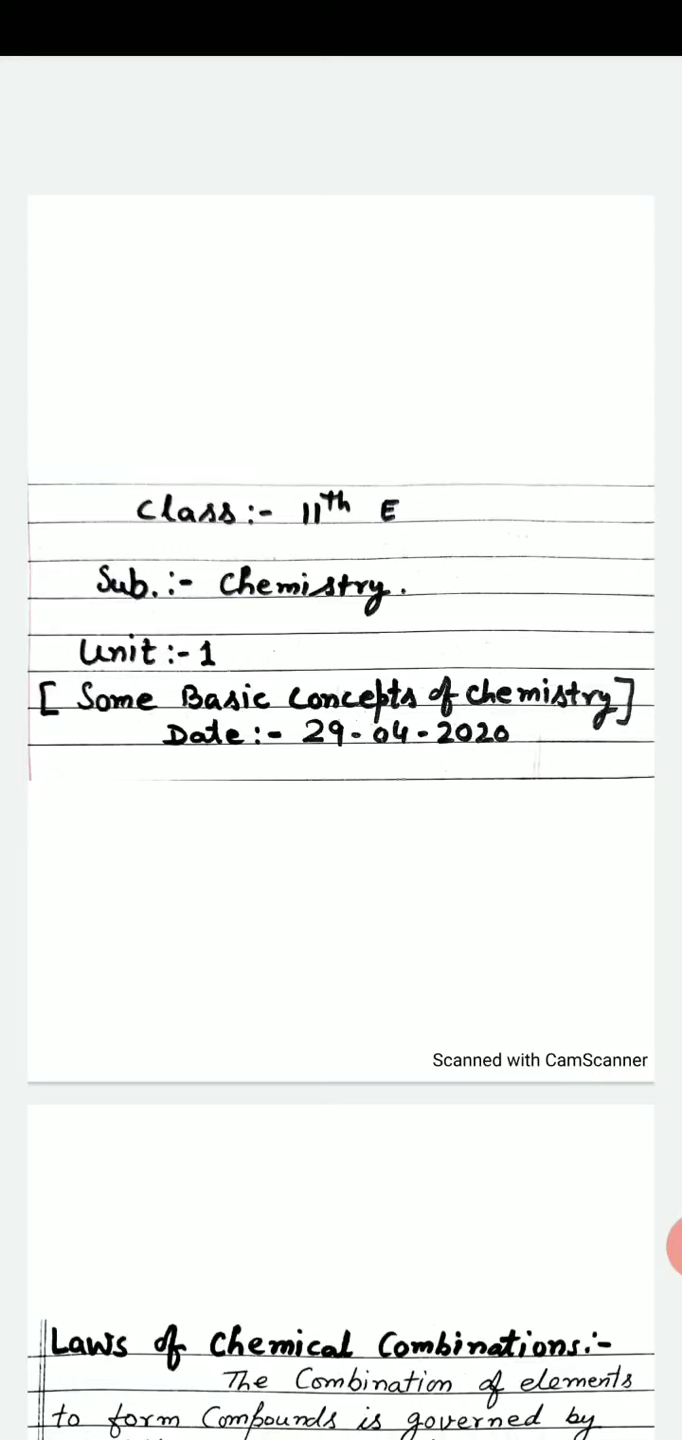 Class:- 11th E
Sub.:- Chemistry.
Unit:-1
[ Some Basic Concepts of Chemistry]
Date:- 29-04-2020
Scanned with CamScanner
Laws of Chemical Combinations:-
The Combination of elements
to form Compounds is governed by